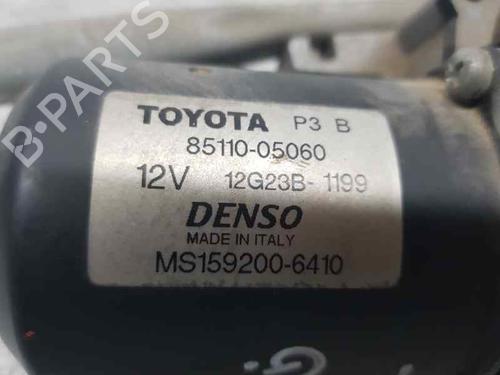 TOYOTA P3 B
85110-05060
12V 12G23B-1199
DENSO
MADE IN ITALY
MS159200-6410
B-PARTS